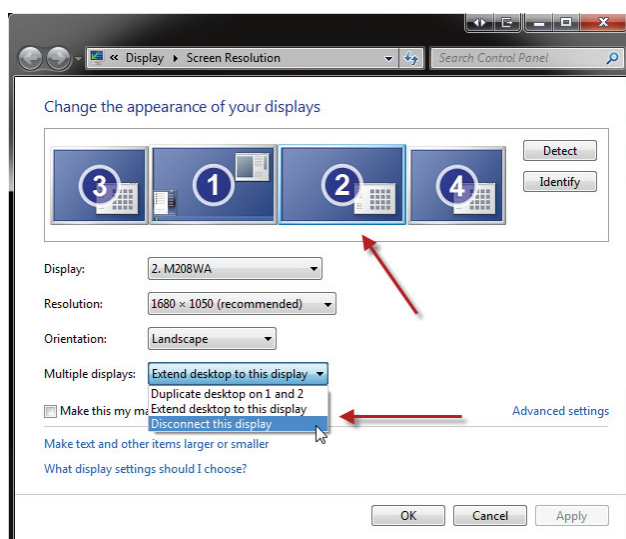 « Display ▸ Screen Resolution
Search Control Panel
Change the appearance of your displays
3 1 2 4
Detect
Identify
Display: 2. M208WA
Resolution: 1680 × 1050 (recommended)
Orientation: Landscape
Multiple displays: Extend desktop to this display
Duplicate desktop on 1 and 2
Make this my ma Extend desktop to this display
Disconnect this display
Advanced settings
Make text and other items larger or smaller
What display settings should I choose?
OK Cancel Apply